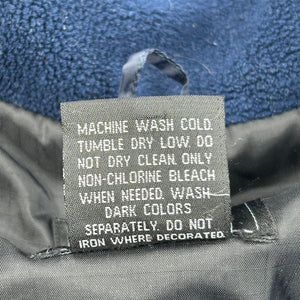 MACHINE WASH COLD.
TUMBLE DRY LOW. DO
NOT DRY CLEAN. ONLY
NON-CHLORINE BLEACH
WHEN NEEDED. WASH
DARK COLORS
SEPARATELY. DO NOT
IRON WHERE DECORATED.